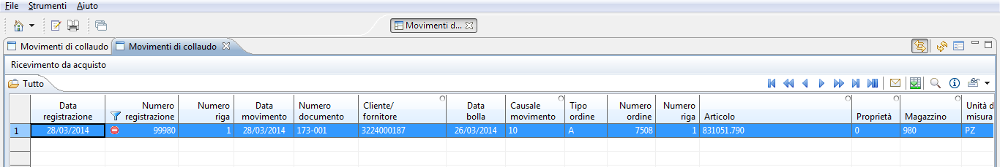 File Strumenti Aiuto
Movimenti d...
Movimenti di collaudo Movimenti di collaudo
Ricevimento da acquisto
Tutto
Data Numero Numero Data Numero Cliente/ Data Causale Tipo Numero Numero Unità d
registrazione registrazione riga movimento documento fornitore bolla movimento ordine ordine riga Articolo Proprietà Magazzino misura
1 28/03/2014 99980 1 28/03/2014 173-001 3224000187 26/03/2014 10 A 7508 1 831051.790 0 980 PZ